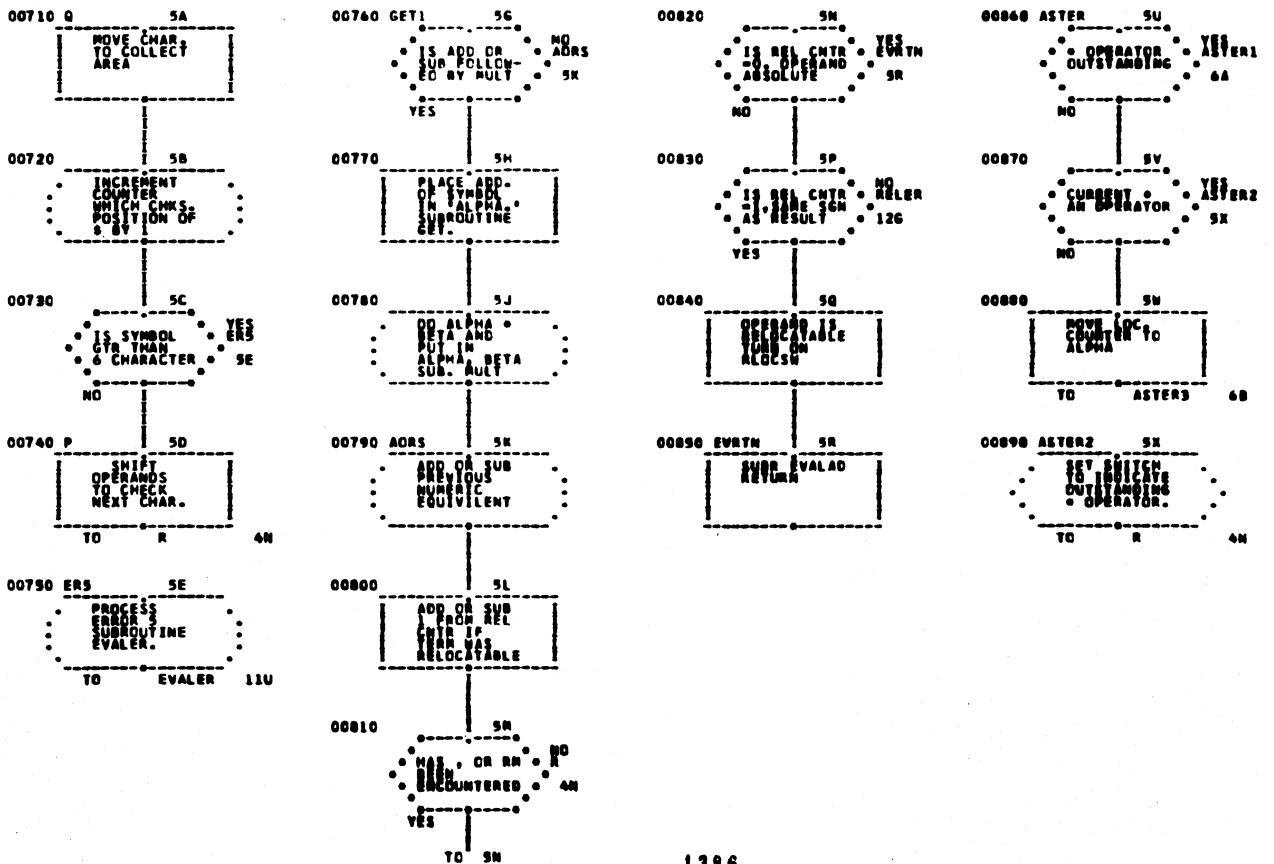 00710 Q 5A
MOVE CHAR.
TO COLLECT
AREA
00720 5B
INCREMENT
COUNTER
WHICH CHKS.
POSITION OF
S BY 1
00730 5C
IS SYMBOL
GTR THAN
6 CHARACTER
YES
ER5
5E
NO
00740 P 5D
SHIFT
OPERANDS
TO CHECK
NEXT CHAR.
TO R 4N
00750 ER5 5E
PROCESS
ERROR 5
SUBROUTINE
EVALER.
TO EVALER 11U
00760 GET1 5G
IS ADD OR
SUB FOLLOW-
ED BY MULT
NO
AORS
5K
YES
00770 5H
PLACE ADD.
OF SYMBOL
IN 'ALPHA.'
SUBROUTINE
GET.
00780 5J
DO ALPHA *
BETA AND
PUT IN
ALPHA, BETA
SUB. MULT
00790 AORS 5K
ADD OR SUB
PREVIOUS
NUMERIC
EQUIVILENT
00800 5L
ADD OR SUB
1 FROM REL
CNTR IF
TERM WAS
RELOCATABLE
00810 5M
HAS , OR RM
BEEN
ENCOUNTERED
NO
R
4N
YES
TO 5N
00820 5N
IS REL CNTR
=0, OPERAND
ABSOLUTE
YES
EVRTN
5R
NO
00830 5P
IS REL CNTR
=1,SAME SGN
AS RESULT
NO
RELER
12G
YES
00840 5Q
OPERAND IS
RELOCATABLE
TURN ON
RLOCSW
00850 EVRTN 5R
SUBR EVALAD
RETURN
00860 ASTER 5U
* OPERATOR
OUTSTANDING
YES
ASTER1
6A
NO
00870 5V
CURRENT *
AN OPERATOR
YES
ASTER2
5X
NO
00880 5W
MOVE LOC.
COUNTER TO
ALPHA
TO ASTER3 6B
00890 ASTER2 5X
SET SWITCH
TO INDICATE
OUTSTANDING
* OPERATOR.
TO R 4N
1386